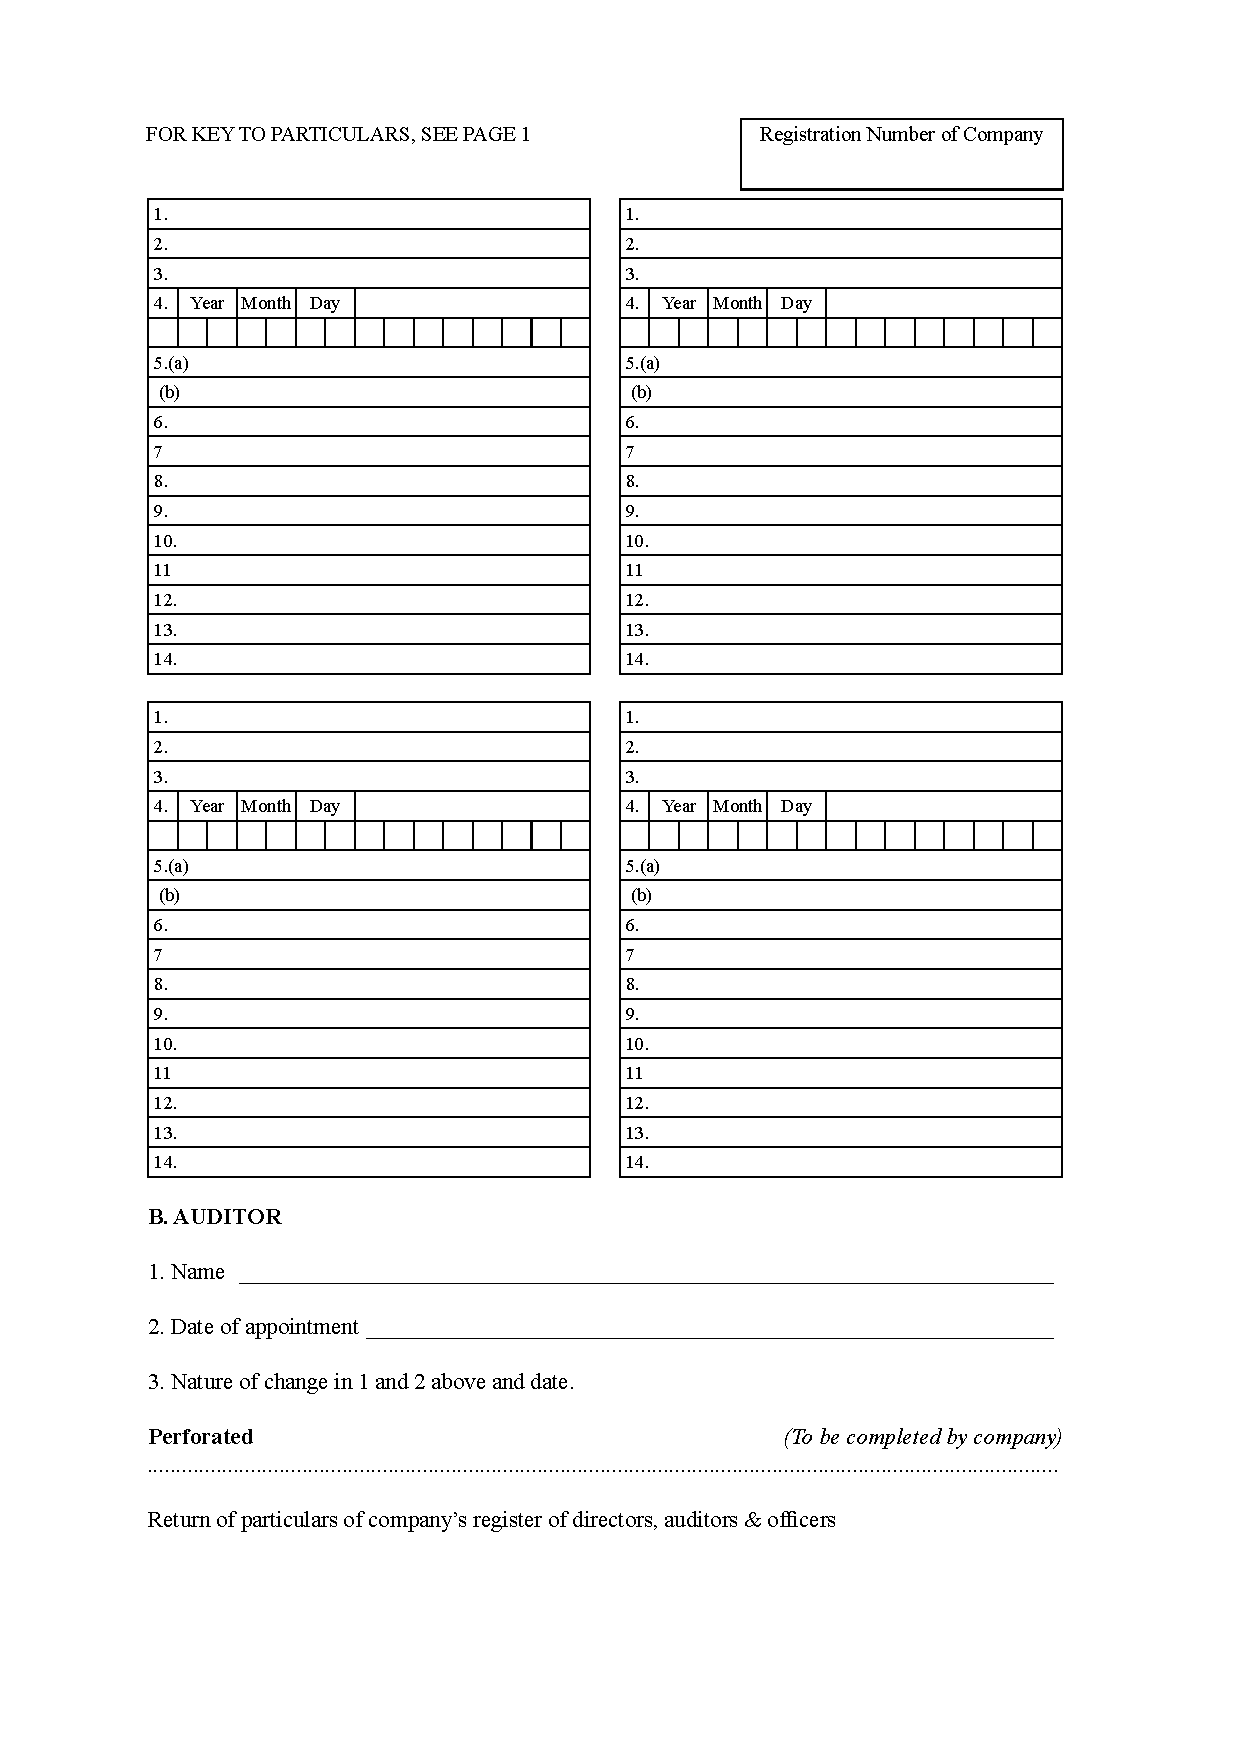 FOR KEY TO PARTICULARS, SEE PAGE 1
Registration Number of Company
1.
2.
3.
4. Year Month Day
5.(a)
(b)
6.
7
8.
9.
10.
11
12.
13.
14.
1.
2.
3.
4. Year Month Day
5.(a)
(b)
6.
7
8.
9.
10.
11
12.
13.
14.
1.
2.
3.
4. Year Month Day
5.(a)
(b)
6.
7
8.
9.
10.
11
12.
13.
14.
1.
2.
3.
4. Year Month Day
5.(a)
(b)
6.
7
8.
9.
10.
11
12.
13.
14.
B. AUDITOR
1. Name
2. Date of appointment
3. Nature of change in 1 and 2 above and date.
Perforated (To be completed by company)
Return of particulars of company’s register of directors, auditors & officers